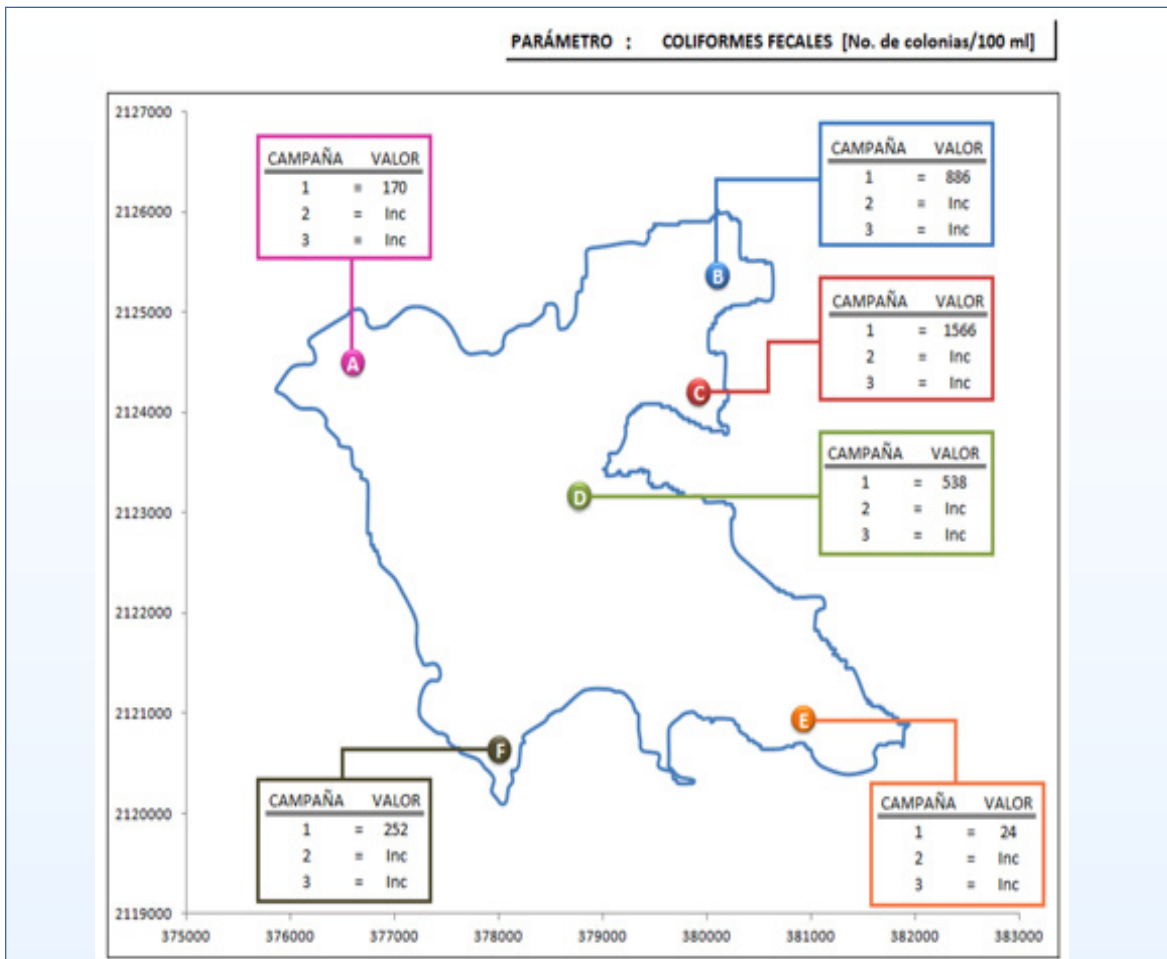 PARÁMETRO : COLIFORMES FECALES [No. de colonias/100 ml]
2127000
2126000
2125000
2124000
2123000
2122000
2121000
2120000
2119000
CAMPAÑA VALOR
1 = 170
2 = Inc
3 = Inc
A
CAMPAÑA VALOR
1 = 886
2 = Inc
3 = Inc
B
CAMPAÑA VALOR
1 = 1566
2 = Inc
3 = Inc
C
CAMPAÑA VALOR
1 = 538
2 = Inc
3 = Inc
D
E
F
CAMPAÑA VALOR
1 = 252
2 = Inc
3 = Inc
CAMPAÑA VALOR
1 = 24
2 = Inc
3 = Inc
375000 376000 377000 378000 379000 380000 381000 382000 383000